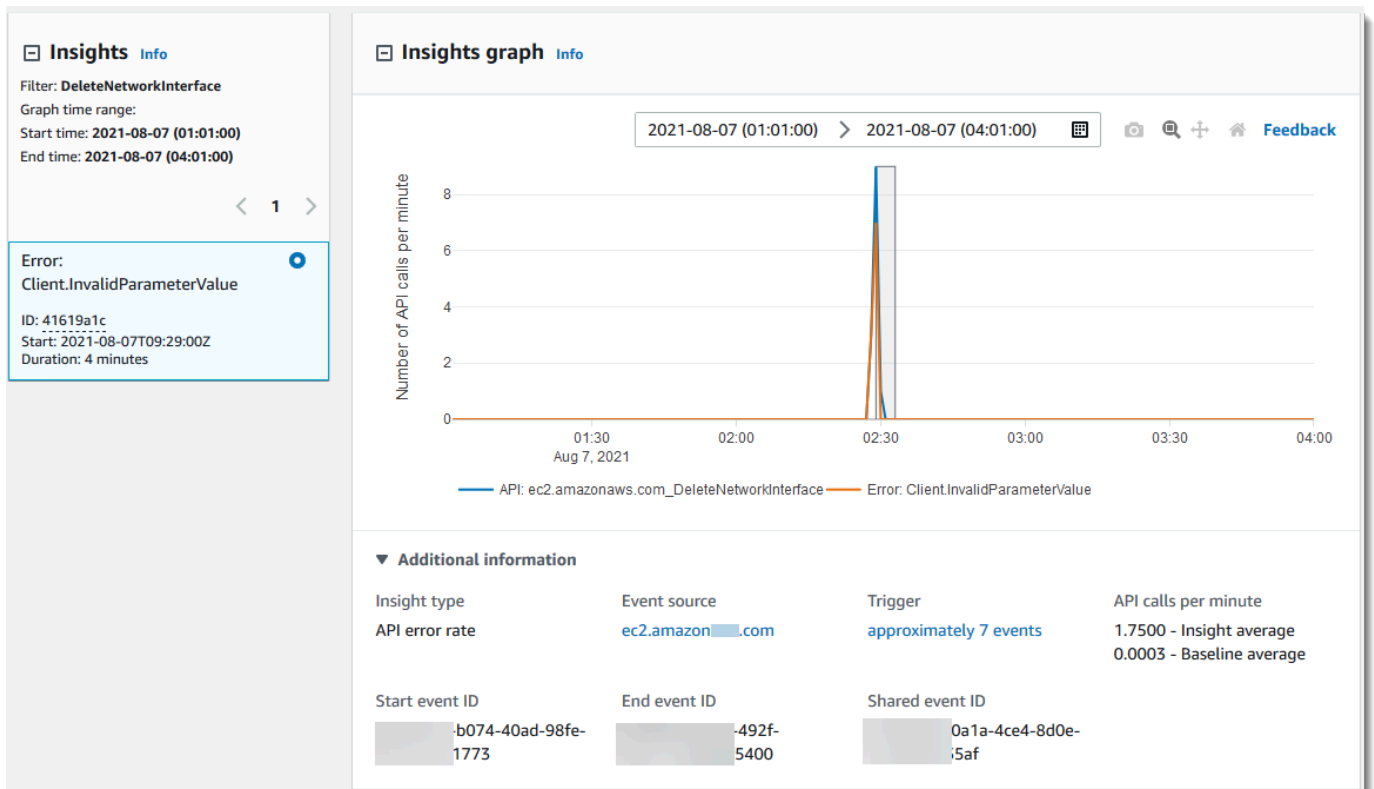 Insights Info
Filter: DeleteNetworkInterface
Graph time range:
Start time: 2021-08-07 (01:01:00)
End time: 2021-08-07 (04:01:00)
1
Error:
Client.InvalidParameterValue
ID: 41619a1c
Start: 2021-08-07T09:29:00Z
Duration: 4 minutes
Insights graph Info
2021-08-07 (01:01:00) 2021-08-07 (04:01:00) Feedback
Number of API calls per minute
8
6
4
2
0
01:30 02:00 02:30 03:00 03:30 04:00
Aug 7, 2021
API: ec2.amazonaws.com_DeleteNetworkInterface Error: Client.InvalidParameterValue
Additional information
Insight type Event source Trigger API calls per minute
API error rate ec2.amazon .com approximately 7 events 1.7500 - Insight average
0.0003 - Baseline average
Start event ID End event ID Shared event ID
b074-40ad-98fe- -492f- 0a1a-4ce4-8d0e-
1773 5400 5af